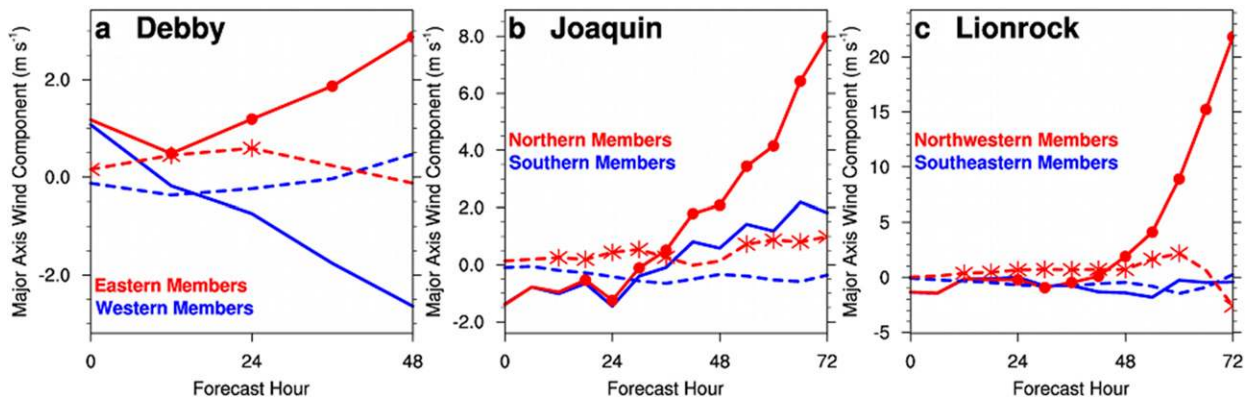 a Debby
Major Axis Wind Component (m s⁻¹)
2.0
0.0
-2.0
Eastern Members
Western Members
0 24 48
Forecast Hour
b Joaquin
Major Axis Wind Component (m s⁻¹)
8.0
6.0
4.0
2.0
0.0
-2.0
Northern Members
Southern Members
0 24 48 72
Forecast Hour
c Lionrock
Major Axis Wind Component (m s⁻¹)
20
15
10
5
0
-5
Northwestern Members
Southeastern Members
0 24 48 72
Forecast Hour